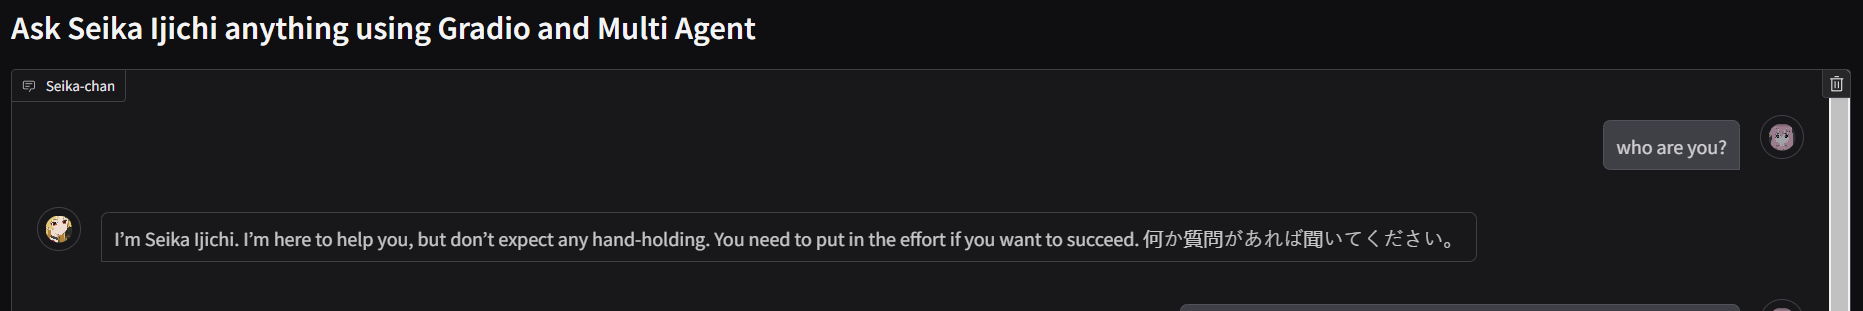 Ask Seika Ijichi anything using Gradio and Multi Agent
Seika-chan
who are you?
I’m Seika Ijichi. I’m here to help you, but don’t expect any hand-holding. You need to put in the effort if you want to succeed. 何か質問があれば聞いてください。